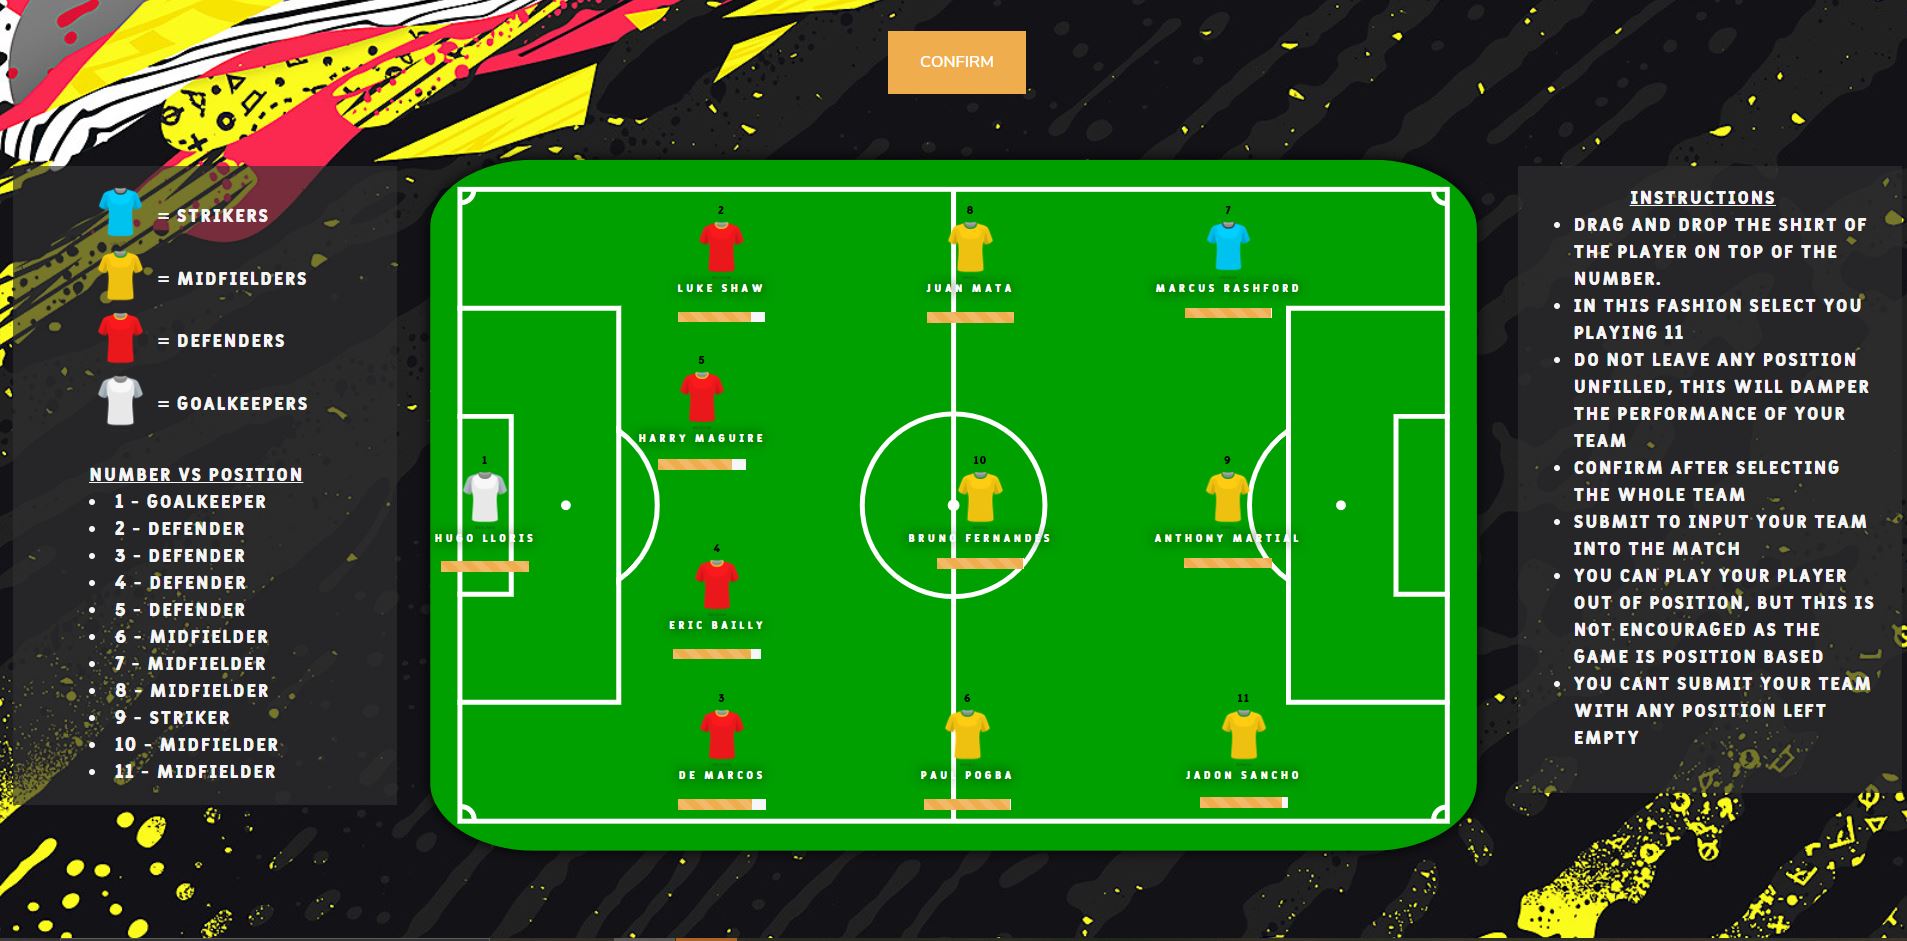 CONFIRM
= STRIKERS
= MIDFIELDERS
= DEFENDERS
= GOALKEEPERS
NUMBER VS POSITION
• 1 - GOALKEEPER
• 2 - DEFENDER
• 3 - DEFENDER
• 4 - DEFENDER
• 5 - DEFENDER
• 6 - MIDFIELDER
• 7 - MIDFIELDER
• 8 - MIDFIELDER
• 9 - STRIKER
• 10 - MIDFIELDER
• 11 - MIDFIELDER
2
LUKE SHAW
8
JUAN MATA
7
MARCUS RASHFORD
5
HARRY MAGUIRE
1
HUGO LLORIS
10
BRUNO FERNANDES
9
ANTHONY MARTIAL
4
ERIC BAILLY
3
DE MARCOS
6
PAUL POGBA
11
JADON SANCHO
INSTRUCTIONS
• DRAG AND DROP THE SHIRT OF
THE PLAYER ON TOP OF THE
NUMBER.
• IN THIS FASHION SELECT YOU
PLAYING 11
• DO NOT LEAVE ANY POSITION
UNFILLED, THIS WILL DAMPER
THE PERFORMANCE OF YOUR
TEAM
• CONFIRM AFTER SELECTING
THE WHOLE TEAM
• SUBMIT TO INPUT YOUR TEAM
INTO THE MATCH
• YOU CAN PLAY YOUR PLAYER
OUT OF POSITION, BUT THIS IS
NOT ENCOURAGED AS THE
GAME IS POSITION BASED
• YOU CANT SUBMIT YOUR TEAM
WITH ANY POSITION LEFT
EMPTY